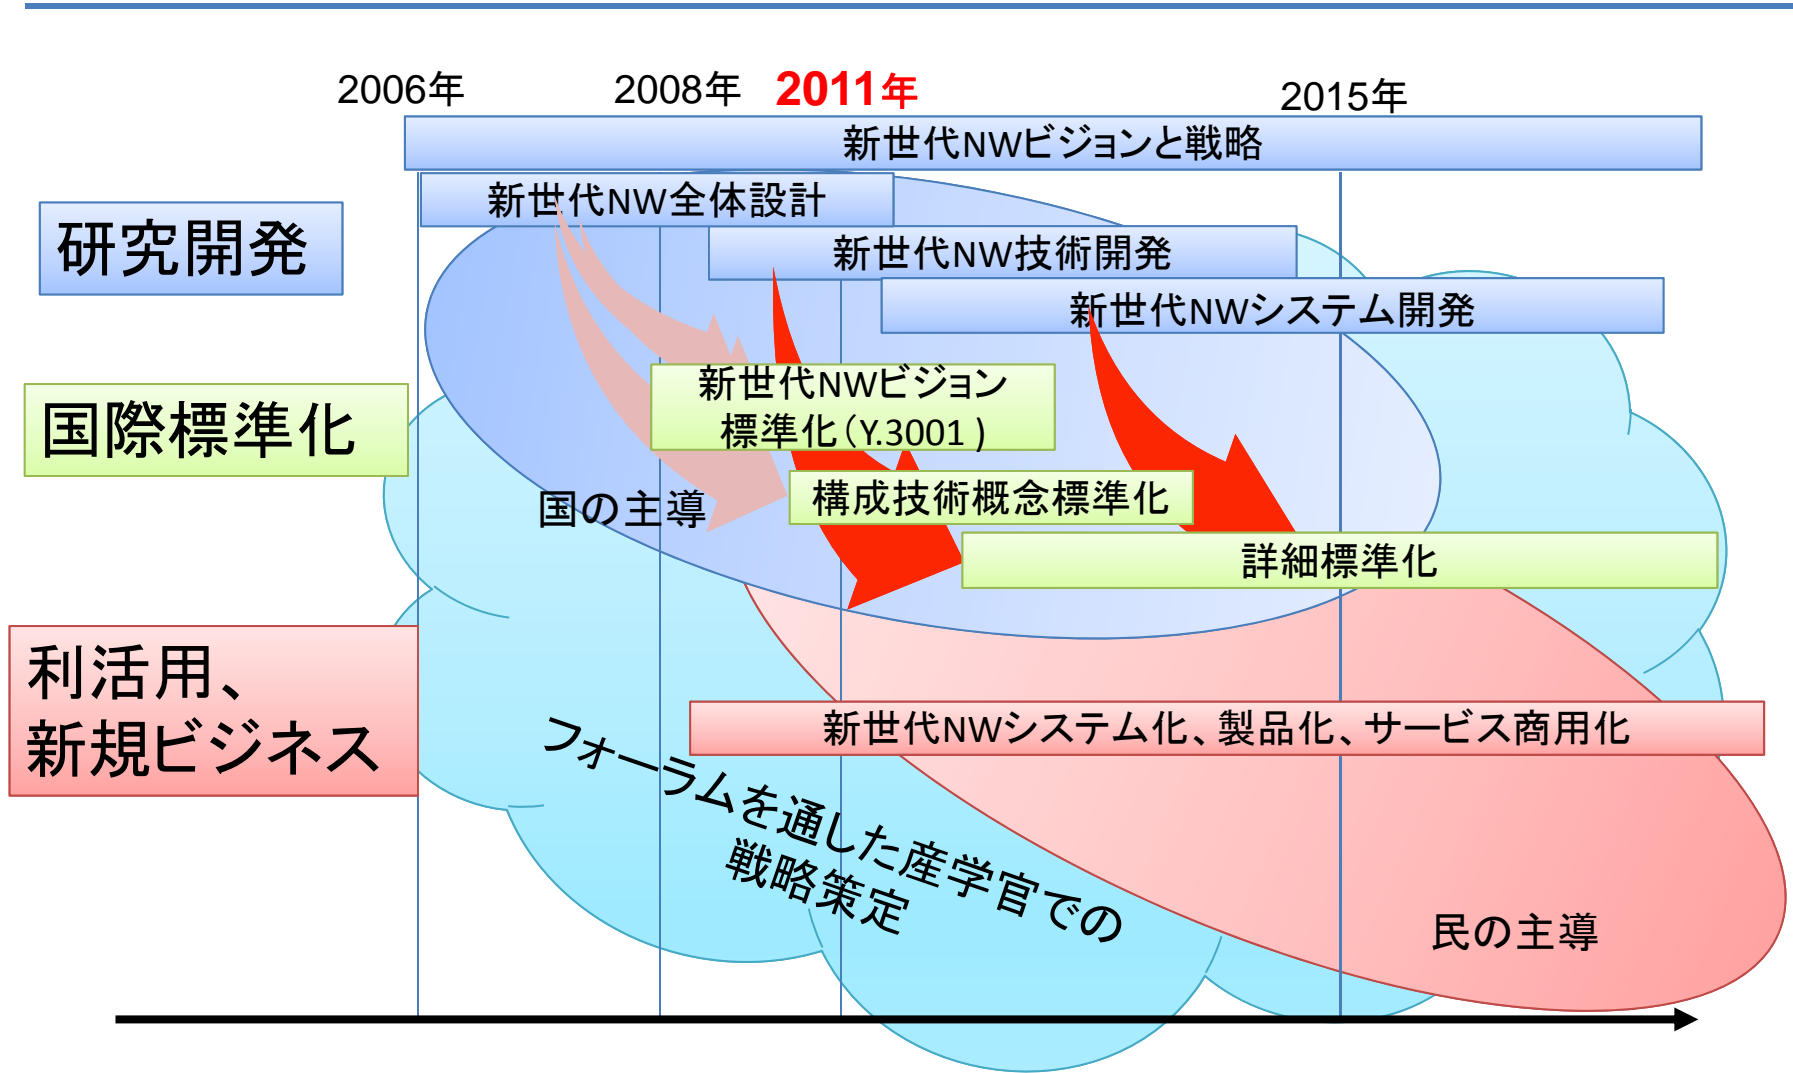 2006年
2008年
2011年
2015年
新世代NWビジョンと戦略
新世代NW全体設計
研究開発
新世代NW技術開発
新世代NWシステム開発
国際標準化
新世代NWビジョン
標準化(Y.3001 )
構成技術概念標準化
国の主導
詳細標準化
利活用、
新規ビジネス
新世代NWシステム化、製品化、サービス商用化
フォーラムを通した産学官での
戦略策定
民の主導